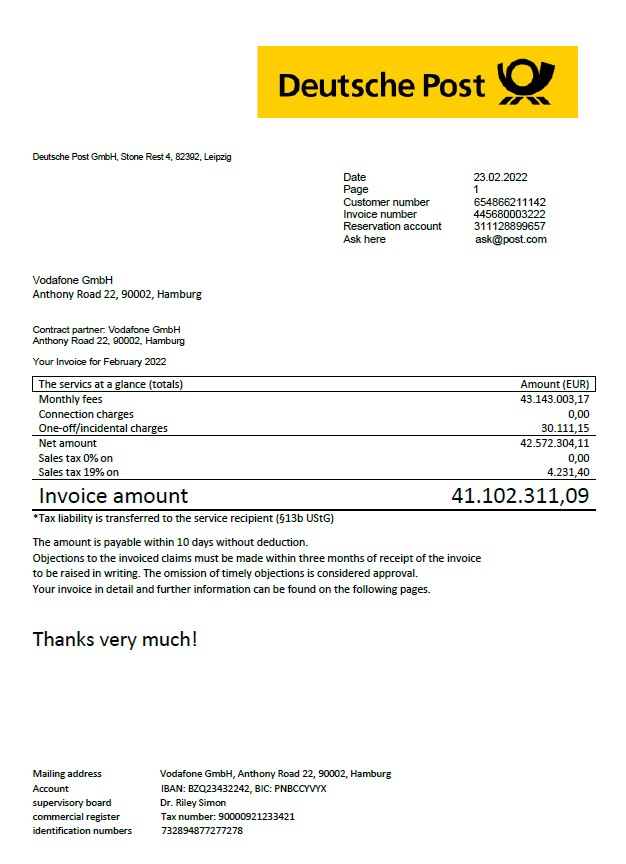 Deutsche Post
Deutsche Post GmbH, Stone Rest 4, 82392, Leipzig
Date 23.02.2022
Page 1
Customer number 654866211142
Invoice number 445680003222
Reservation account 311128899657
Ask here ask@post.com
Vodafone GmbH
Anthony Road 22, 90002, Hamburg
Contract partner: Vodafone GmbH
Anthony Road 22, 90002, Hamburg
Your Invoice for February 2022
The servics at a glance (totals) Amount (EUR)
Monthly fees 43.143.003,17
Connection charges 0,00
One-off/incidental charges 30.111,15
Net amount 42.572.304,11
Sales tax 0% on 0,00
Sales tax 19% on 4.231,40
Invoice amount 41.102.311,09
*Tax liability is transferred to the service recipient (§13b UStG)
The amount is payable within 10 days without deduction.
Objections to the invoiced claims must be made within three months of receipt of the invoice
to be raised in writing. The omission of timely objections is considered approval.
Your invoice in detail and further information can be found on the following pages.
Thanks very much!
Mailing address Vodafone GmbH, Anthony Road 22, 90002, Hamburg
Account IBAN: BZQ23432242, BIC: PNBCCYVYX
supervisory board Dr. Riley Simon
commercial register Tax number: 90000921233421
identification numbers 732894877277278